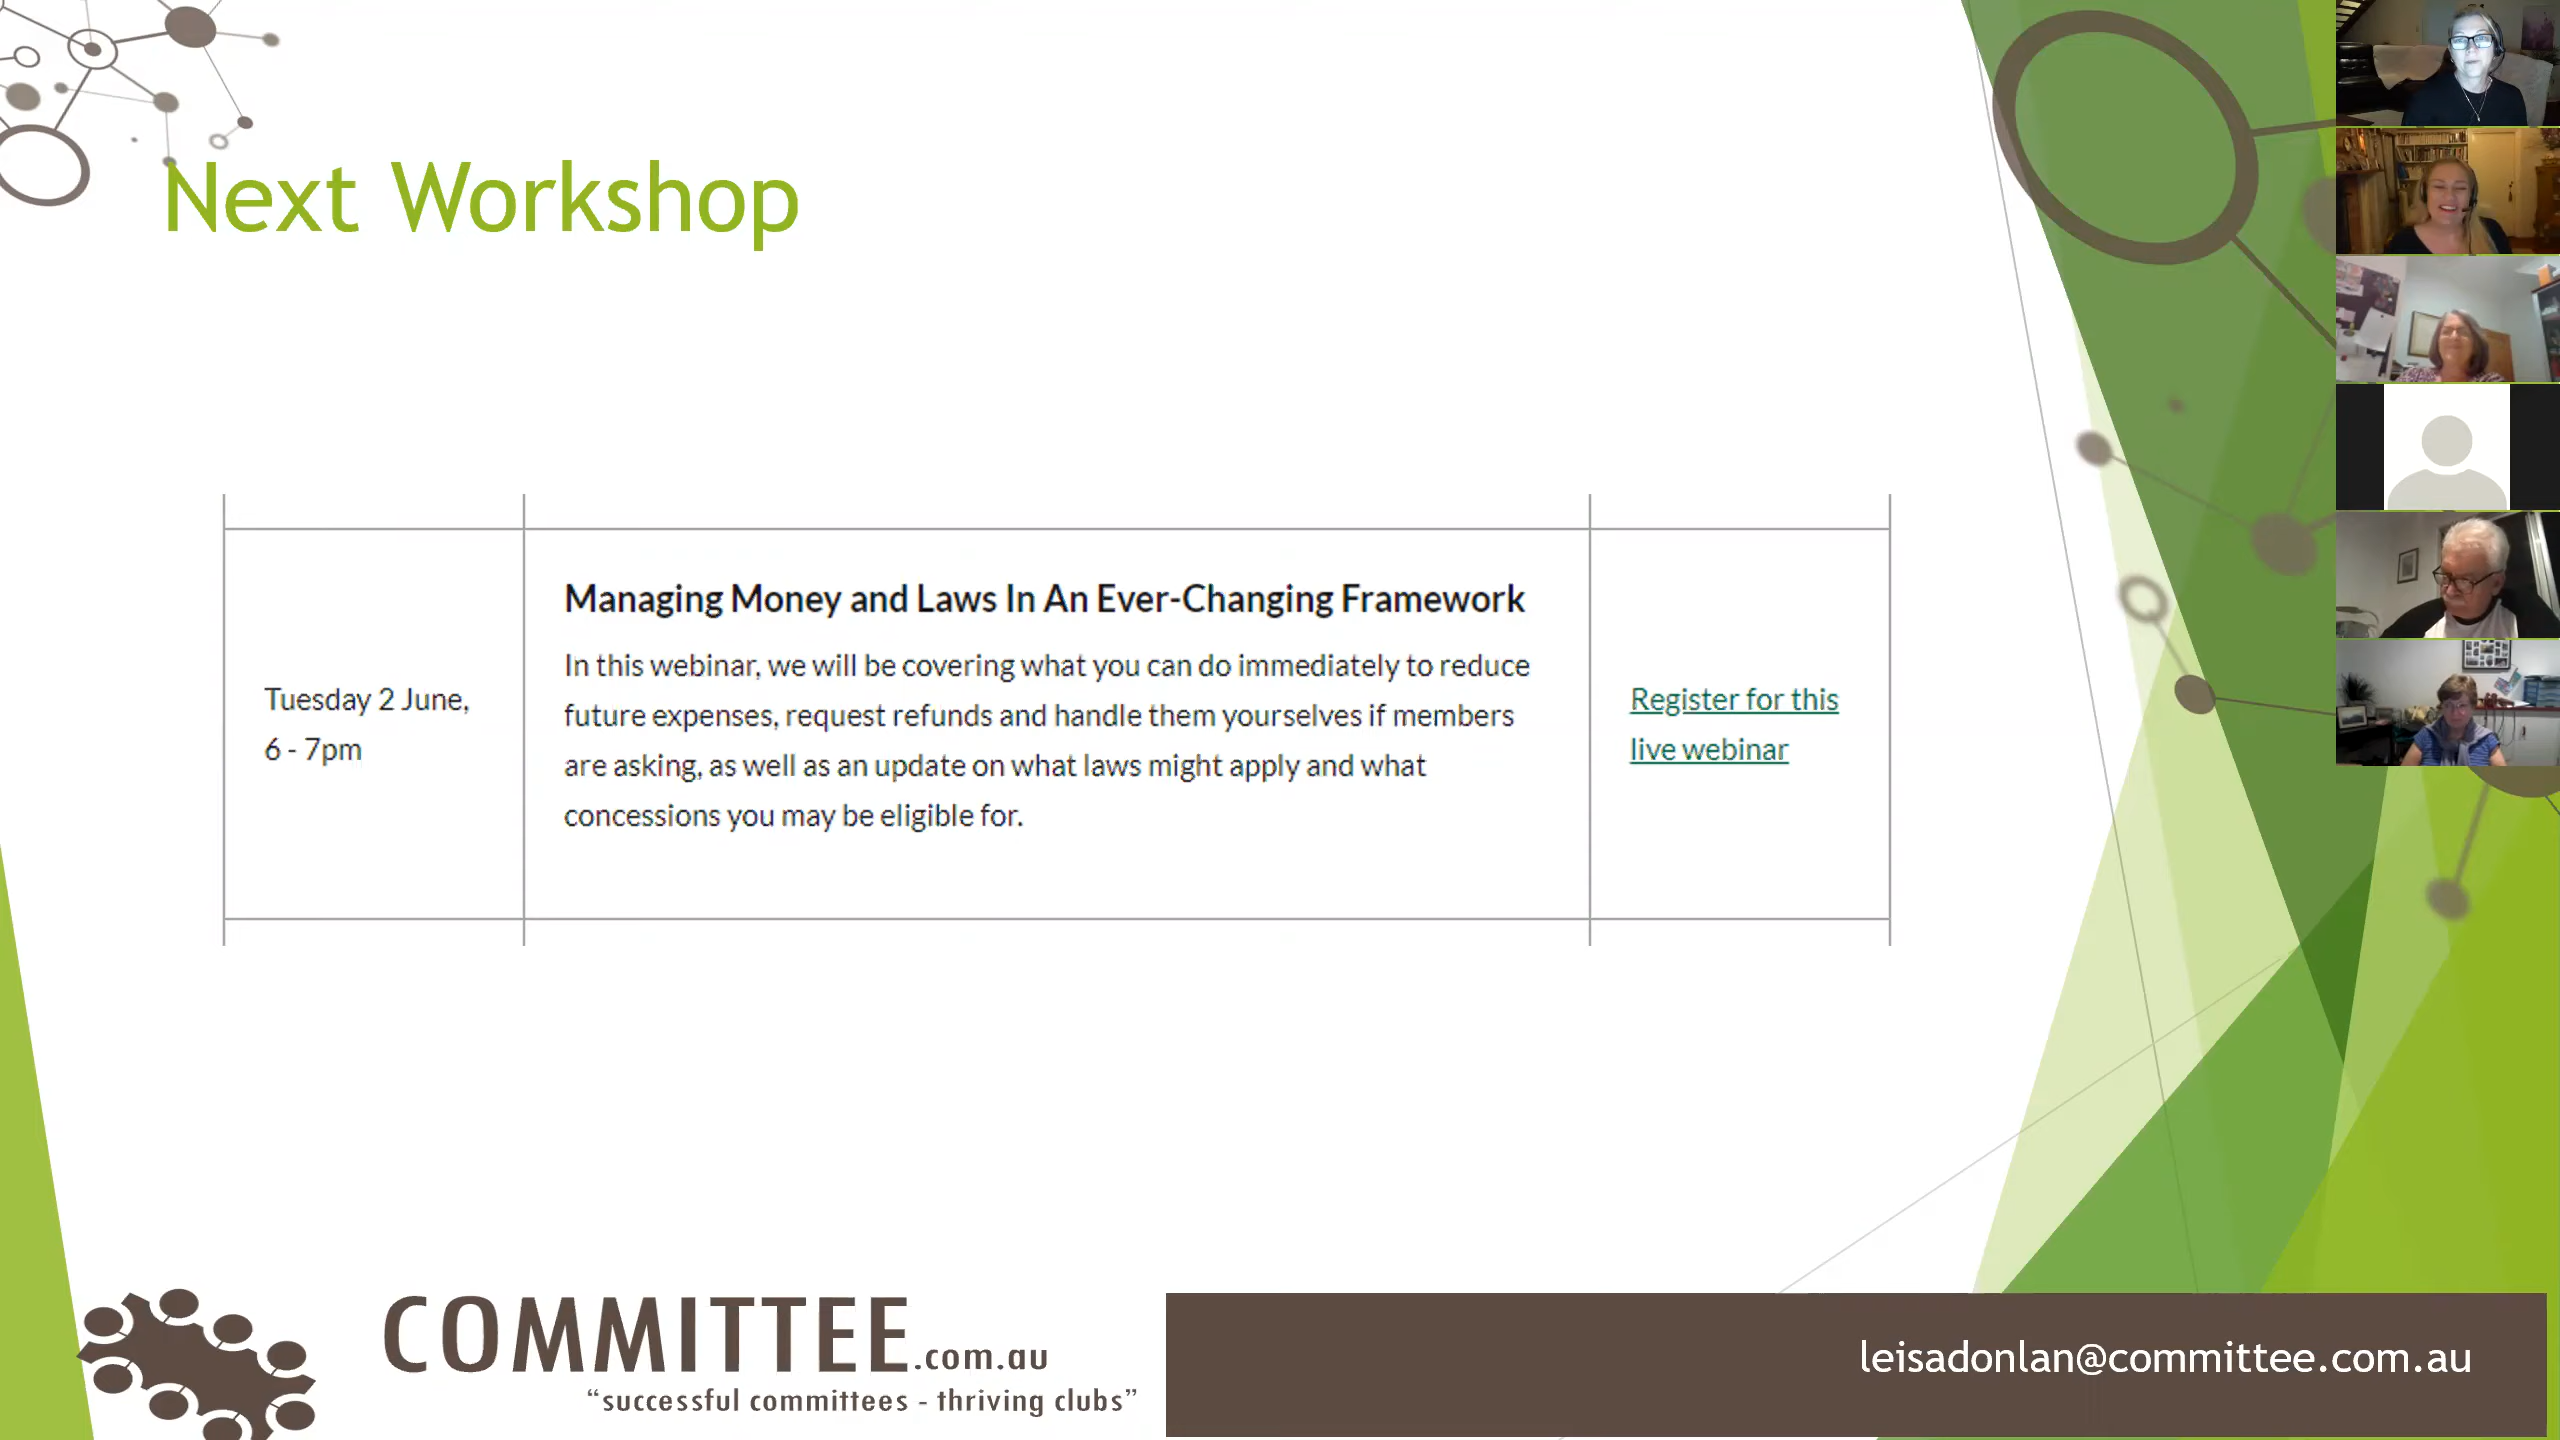 Next Workshop
Tuesday 2 June,
6 - 7pm
Managing Money and Laws In An Ever-Changing Framework
In this webinar, we will be covering what you can do immediately to reduce
future expenses, request refunds and handle them yourselves if members
are asking, as well as an update on what laws might apply and what
concessions you may be eligible for.
Register for this
live webinar
COMMITTEE.com.au
“successful committees - thriving clubs”
leisadonlan@committee.com.au